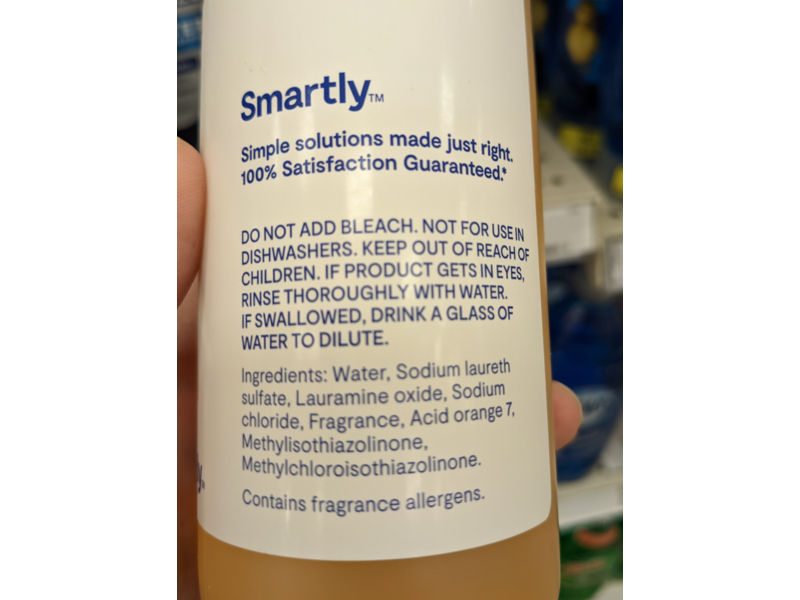 Smartly™
Simple solutions made just right.
100% Satisfaction Guaranteed.*
DO NOT ADD BLEACH. NOT FOR USE IN
DISHWASHERS. KEEP OUT OF REACH OF
CHILDREN. IF PRODUCT GETS IN EYES,
RINSE THOROUGHLY WITH WATER.
IF SWALLOWED, DRINK A GLASS OF
WATER TO DILUTE.
Ingredients: Water, Sodium laureth
sulfate, Lauramine oxide, Sodium
chloride, Fragrance, Acid orange 7,
Methylisothiazolinone,
Methylchloroisothiazolinone.
Contains fragrance allergens.